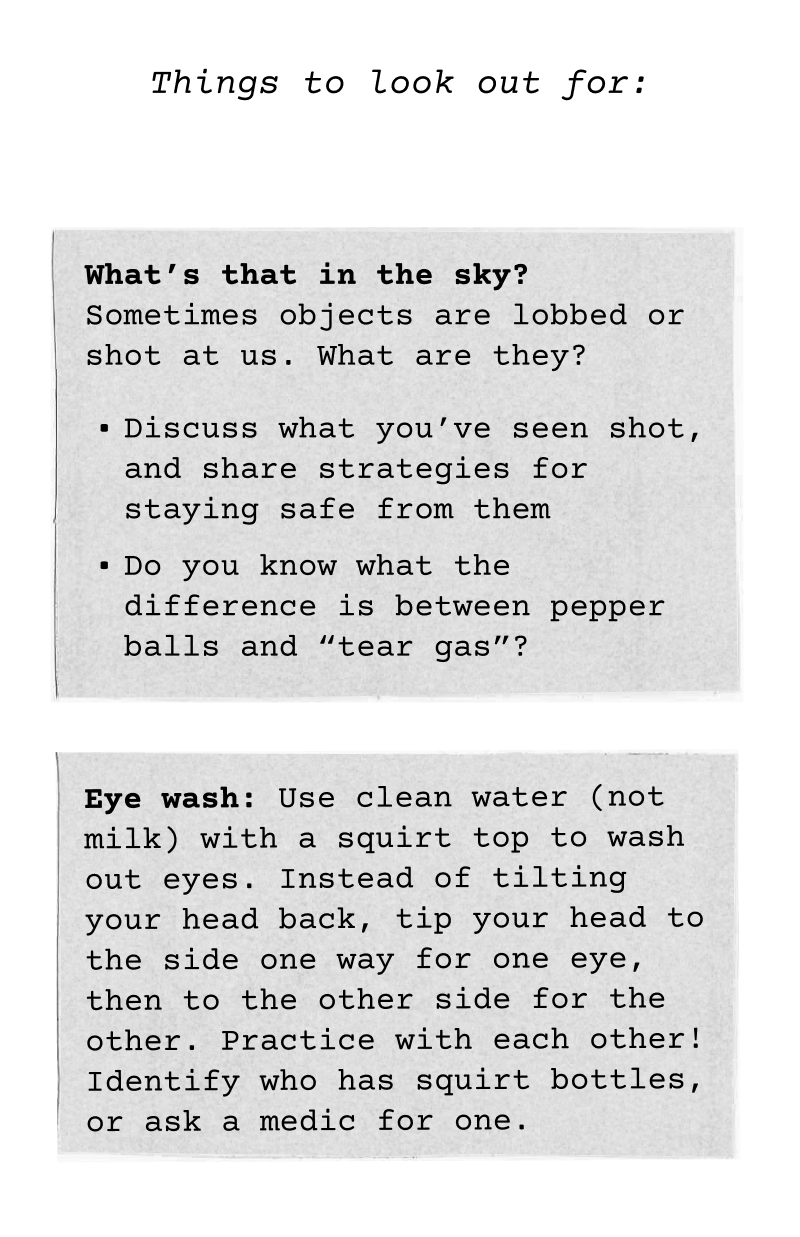 Things to look out for:
What’s that in the sky?
Sometimes objects are lobbed or
shot at us. What are they?
▪ Discuss what you’ve seen shot,
and share strategies for
staying safe from them
▪ Do you know what the
difference is between pepper
balls and “tear gas”?
Eye wash: Use clean water (not
milk) with a squirt top to wash
out eyes. Instead of tilting
your head back, tip your head to
the side one way for one eye,
then to the other side for the
other. Practice with each other!
Identify who has squirt bottles,
or ask a medic for one.